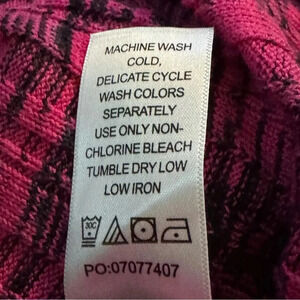 MACHINE WASH
COLD,
DELICATE CYCLE
WASH COLORS
SEPARATELY
USE ONLY NON-
CHLORINE BLEACH
TUMBLE DRY LOW
LOW IRON
30C
PO:07077407